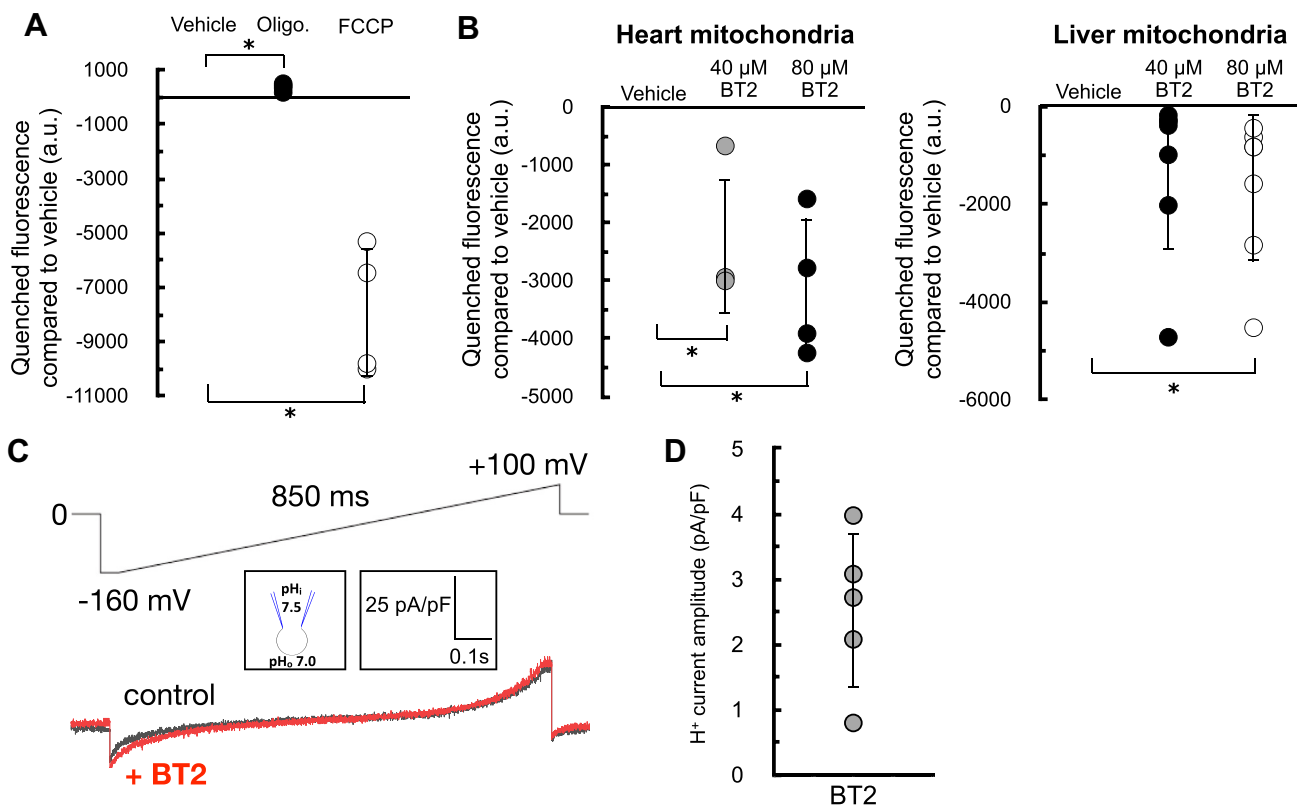 A
Vehicle Oligo. FCCP
*
1000
-1000
-3000
-5000
-7000
-9000
-11000
Quenched fluorescence
compared to vehicle (a.u.)
*
B
Heart mitochondria
Vehicle
40 µM
BT2
80 µM
BT2
0
-1000
-2000
-3000
-4000
-5000
Quenched fluorescence
compared to vehicle (a.u.)
*
*
Liver mitochondria
Vehicle
40 µM
BT2
80 µM
BT2
0
-2000
-4000
-6000
Quenched fluorescence
compared to vehicle (a.u.)
*
C
+100 mV
850 ms
0
-160 mV
pHi
7.5
pHo 7.0
25 pA/pF
0.1s
control
+ BT2
D
5
4
3
2
1
0
H⁺ current amplitude (pA/pF)
BT2